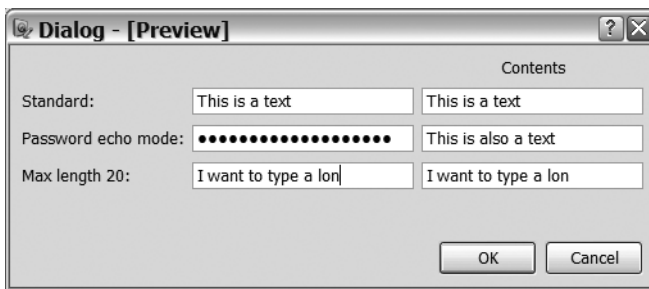 Dialog - [Preview]
Contents
Standard: This is a text This is a text
Password echo mode: ●●●●●●●●●●●●●●●●●●● This is also a text
Max length 20: I want to type a lon I want to type a lon
OK Cancel